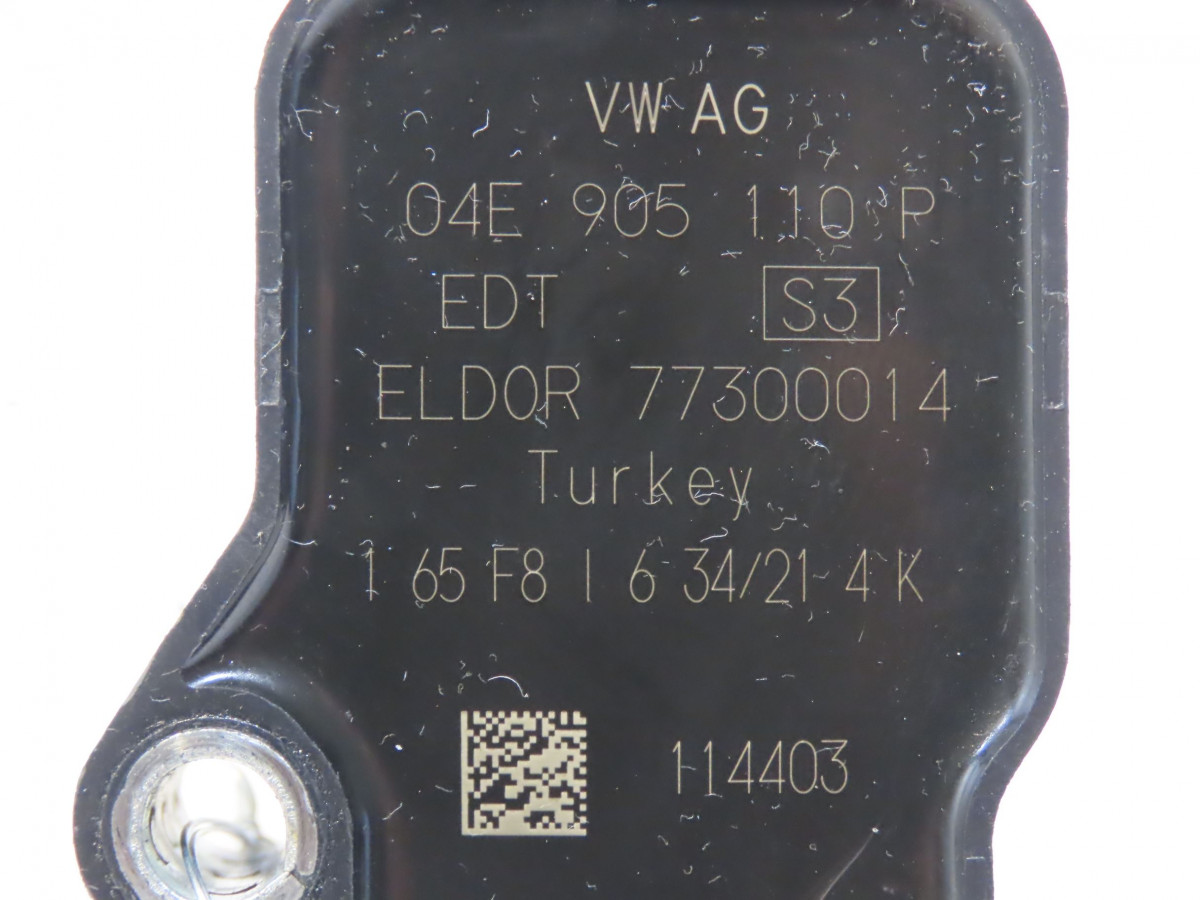 VW AG
04E 905 110 P
EDT S3
ELDOR 77300014
Turkey
1 65 F8 I 6 34/21 4 K
114403